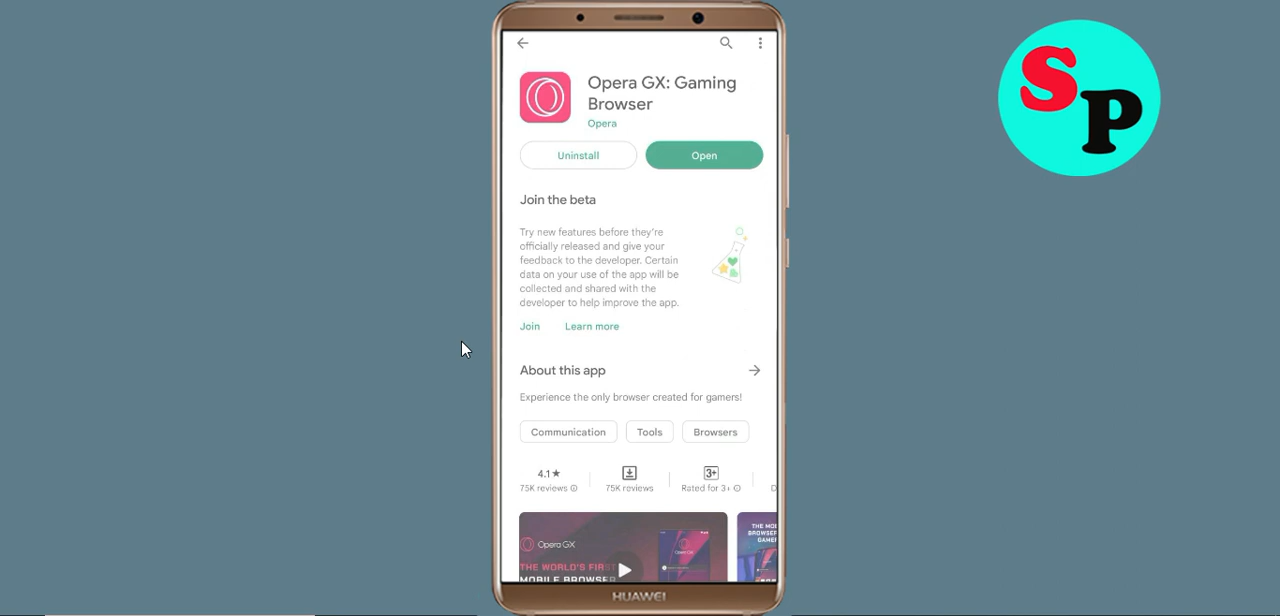 SP
Opera GX: Gaming
Browser
Opera
Uninstall
Open
Join the beta
Try new features before they're
officially released and give your
feedback to the developer. Certain
data on your use of the app will be
collected and shared with the
developer to help improve the app.
Join
Learn more
About this app
Experience the only browser created for gamers!
Communication
Tools
Browsers
4.1★
75K reviews
75K reviews
3+
Rated for 3+
D
Opera GX
THE WORLD'S FIRST
MOBILE BROWSER
THE MO
BROWSER
GAME
HUAWEI